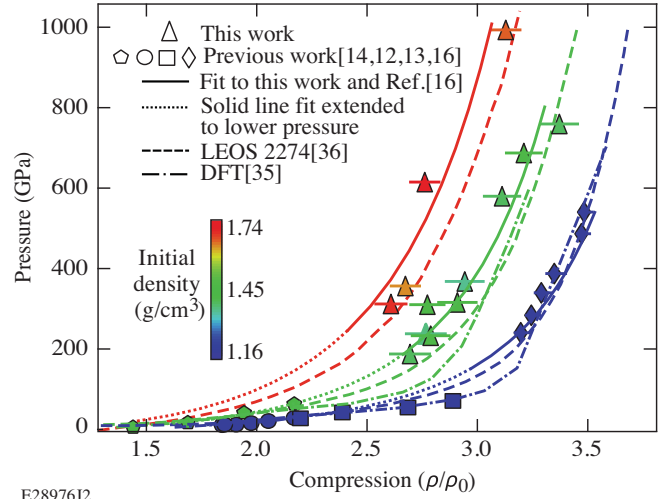 1000
800
600
400
200
0
Pressure (GPa)
This work
Previous work[14,12,13,16]
Fit to this work and Ref.[16]
Solid line fit extended
to lower pressure
LEOS 2274[36]
DFT[35]
Initial
density
(g/cm³)
1.74
1.45
1.16
1.5 2.0 2.5 3.0 3.5
Compression (ρ/ρ₀)
E28976J2